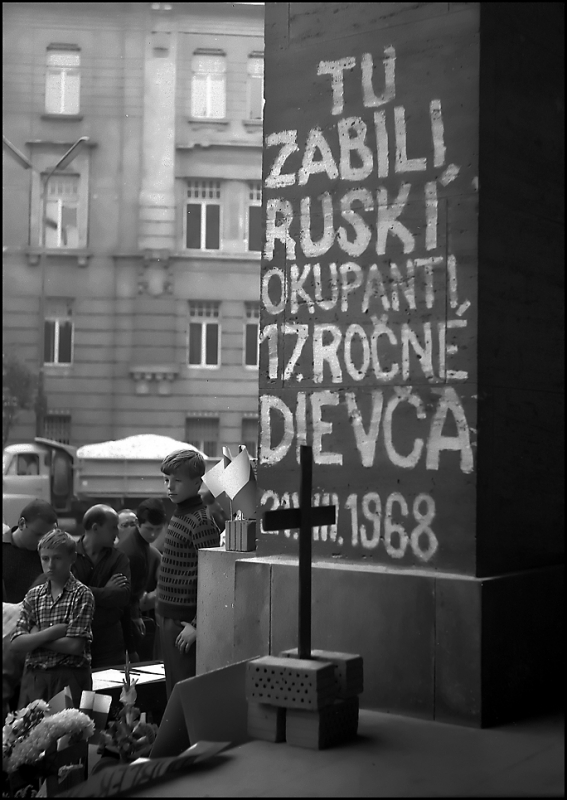 TU
ZABILI,
RUSKÍ,
OKUPANTI,
17.ROČNÉ
DIEVČA
21.VIII.1968